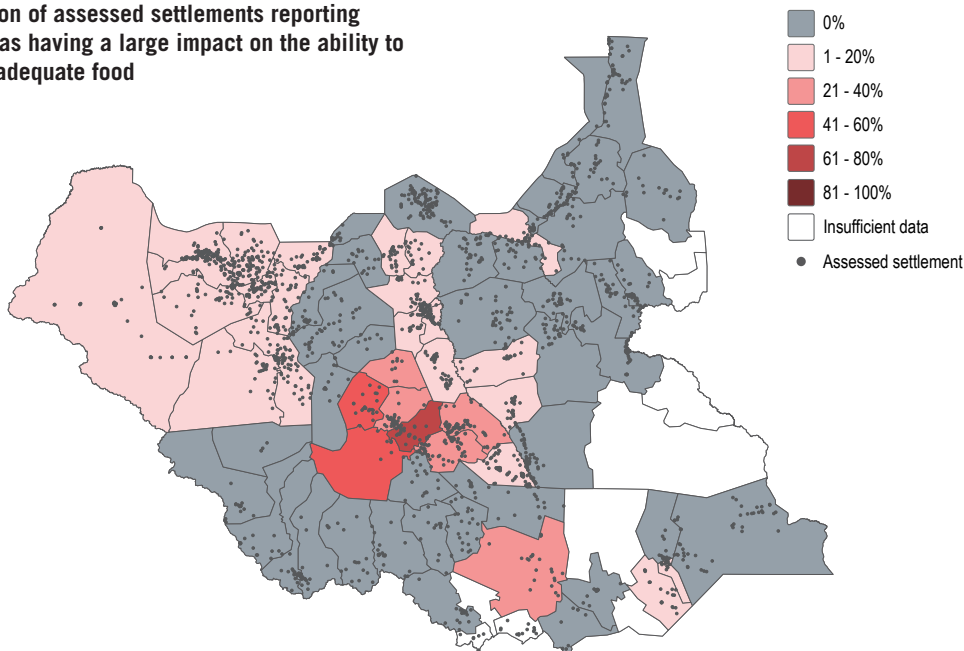 on of assessed settlements reporting
as having a large impact on the ability to
adequate food
0%
1 - 20%
21 - 40%
41 - 60%
61 - 80%
81 - 100%
Insufficient data
Assessed settlement